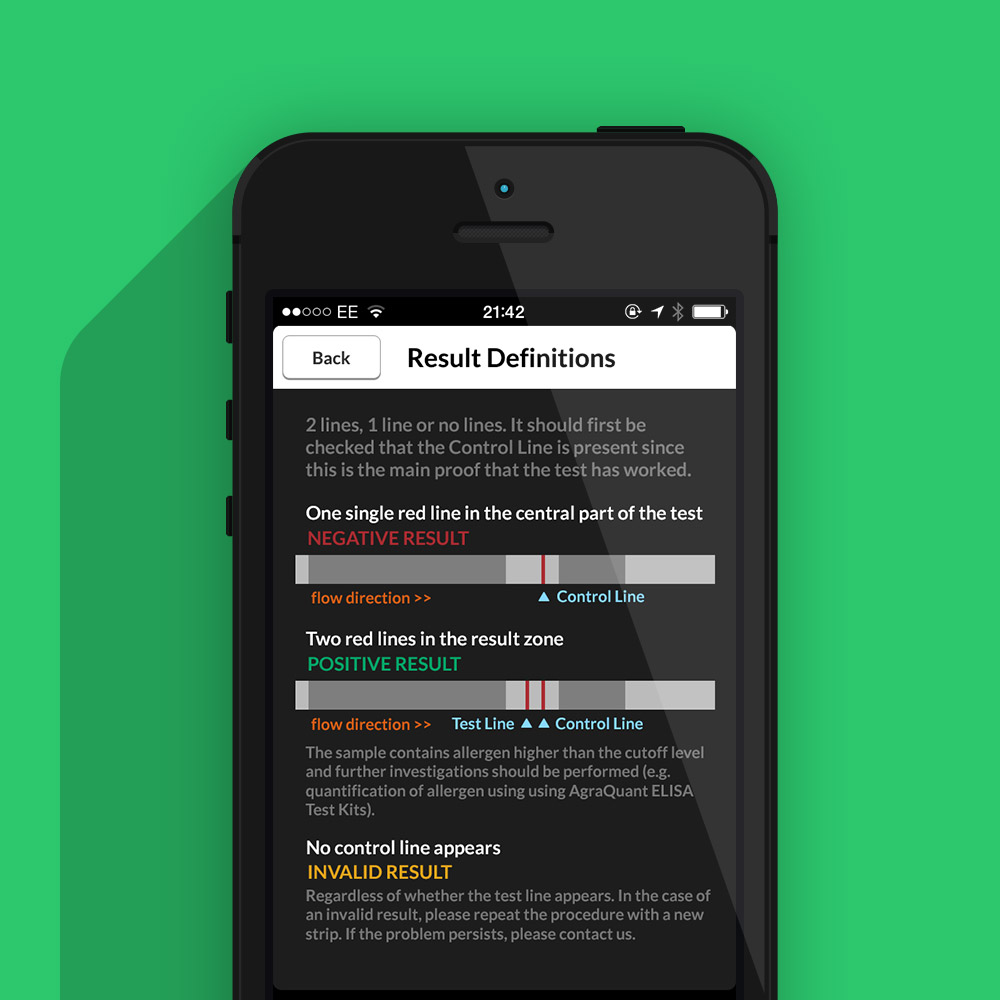 EE 21:42
Back Result Definitions
2 lines, 1 line or no lines. It should first be
checked that the Control Line is present since
this is the main proof that the test has worked.
One single red line in the central part of the test
NEGATIVE RESULT
flow direction >> Control Line
Two red lines in the result zone
POSITIVE RESULT
flow direction >> Test Line Control Line
The sample contains allergen higher than the cutoff level
and further investigations should be performed (e.g.
quantification of allergen using using AgraQuant ELISA
Test Kits).
No control line appears
INVALID RESULT
Regardless of whether the test line appears. In the case of
an invalid result, please repeat the procedure with a new
strip. If the problem persists, please contact us.